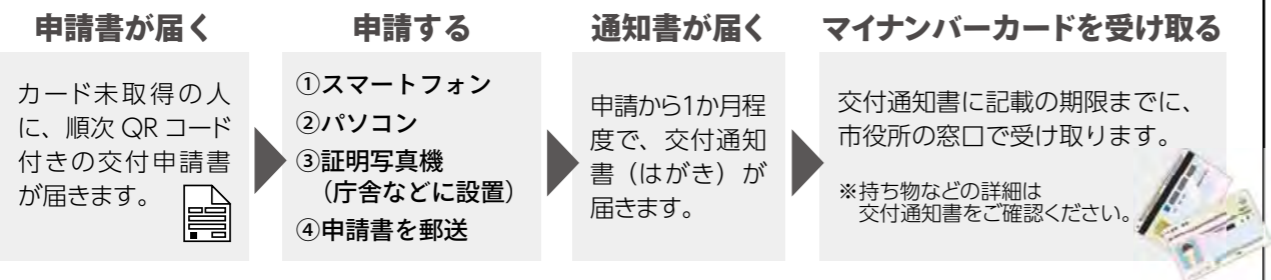 申請書が届く
カード未取得の人
に、順次 QR コード
付きの交付申請書
が届きます。
申請する
①スマートフォン
②パソコン
③証明写真機
（庁舎などに設置）
④申請書を郵送
通知書が届く
申請から1か月程
度で、交付通知
書（はがき）が
届きます。
マイナンバーカードを受け取る
交付通知書に記載の期限までに、
市役所の窓口で受け取ります。
※持ち物などの詳細は
交付通知書をご確認ください。